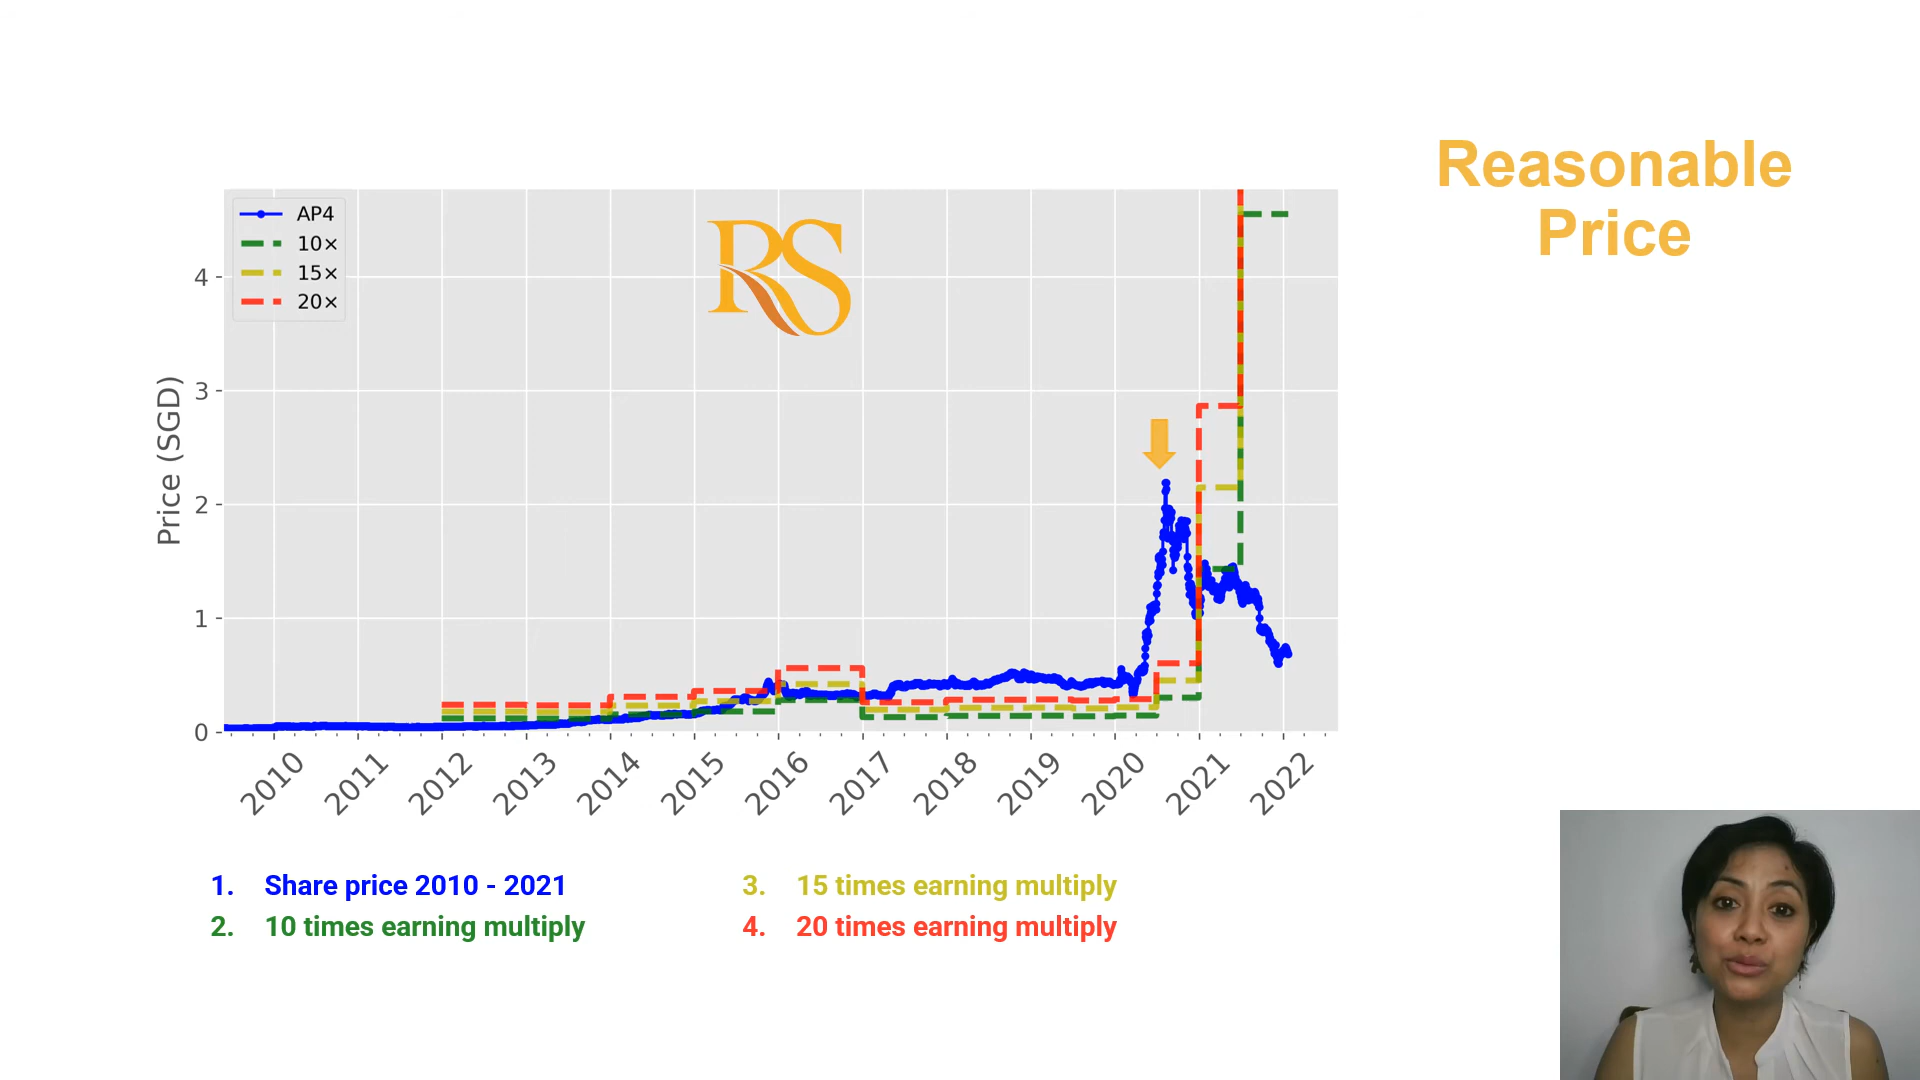 Reasonable
Price
AP4
10×
15×
20×
RS
Price (SGD)
4
3
2
1
0
2010
2011
2012
2013
2014
2015
2016
2017
2018
2019
2020
2021
2022
1. Share price 2010 - 2021
2. 10 times earning multiply
3. 15 times earning multiply
4. 20 times earning multiply